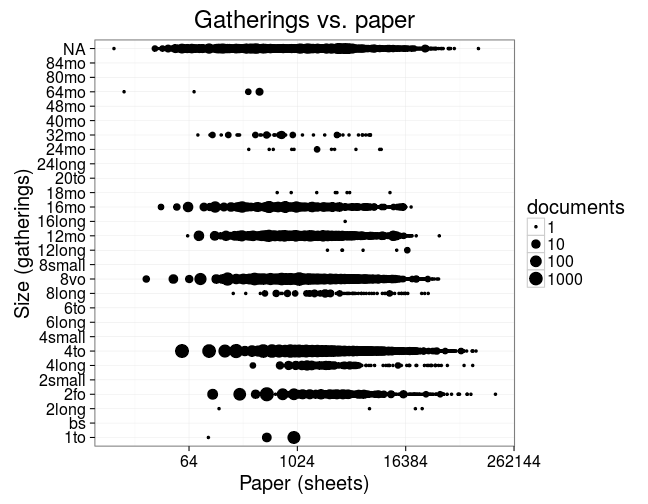 Gatherings vs. paper
NA
84mo
80mo
64mo
48mo
40mo
32mo
24mo
24long
20to
18mo
16mo
16long
12mo
12long
8small
8vo
8long
6to
6long
4small
4to
4long
2small
2fo
2long
bs
1to
Size (gatherings)
64
1024
16384
262144
Paper (sheets)
documents
1
10
100
1000